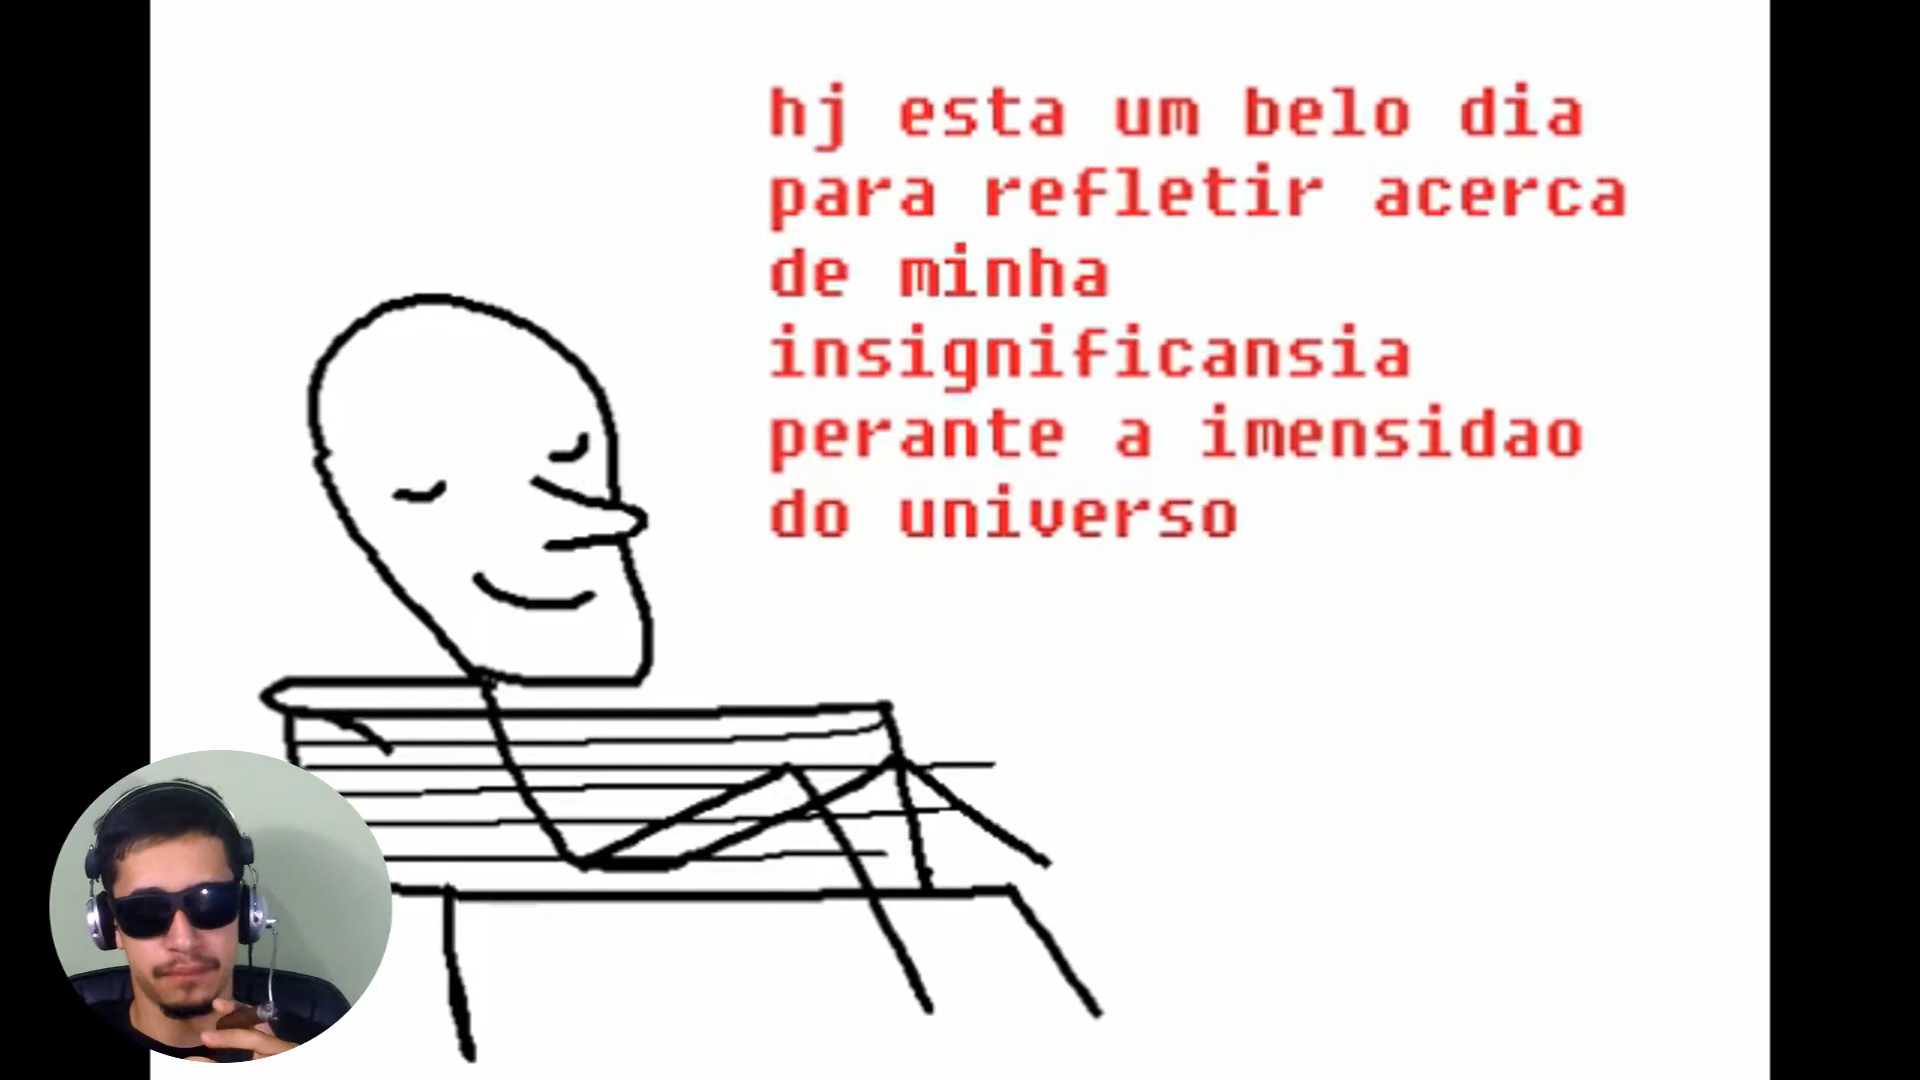 hj esta um belo dia
para refletir acerca
de minha
insignificansia
perante a imensidao
do universo